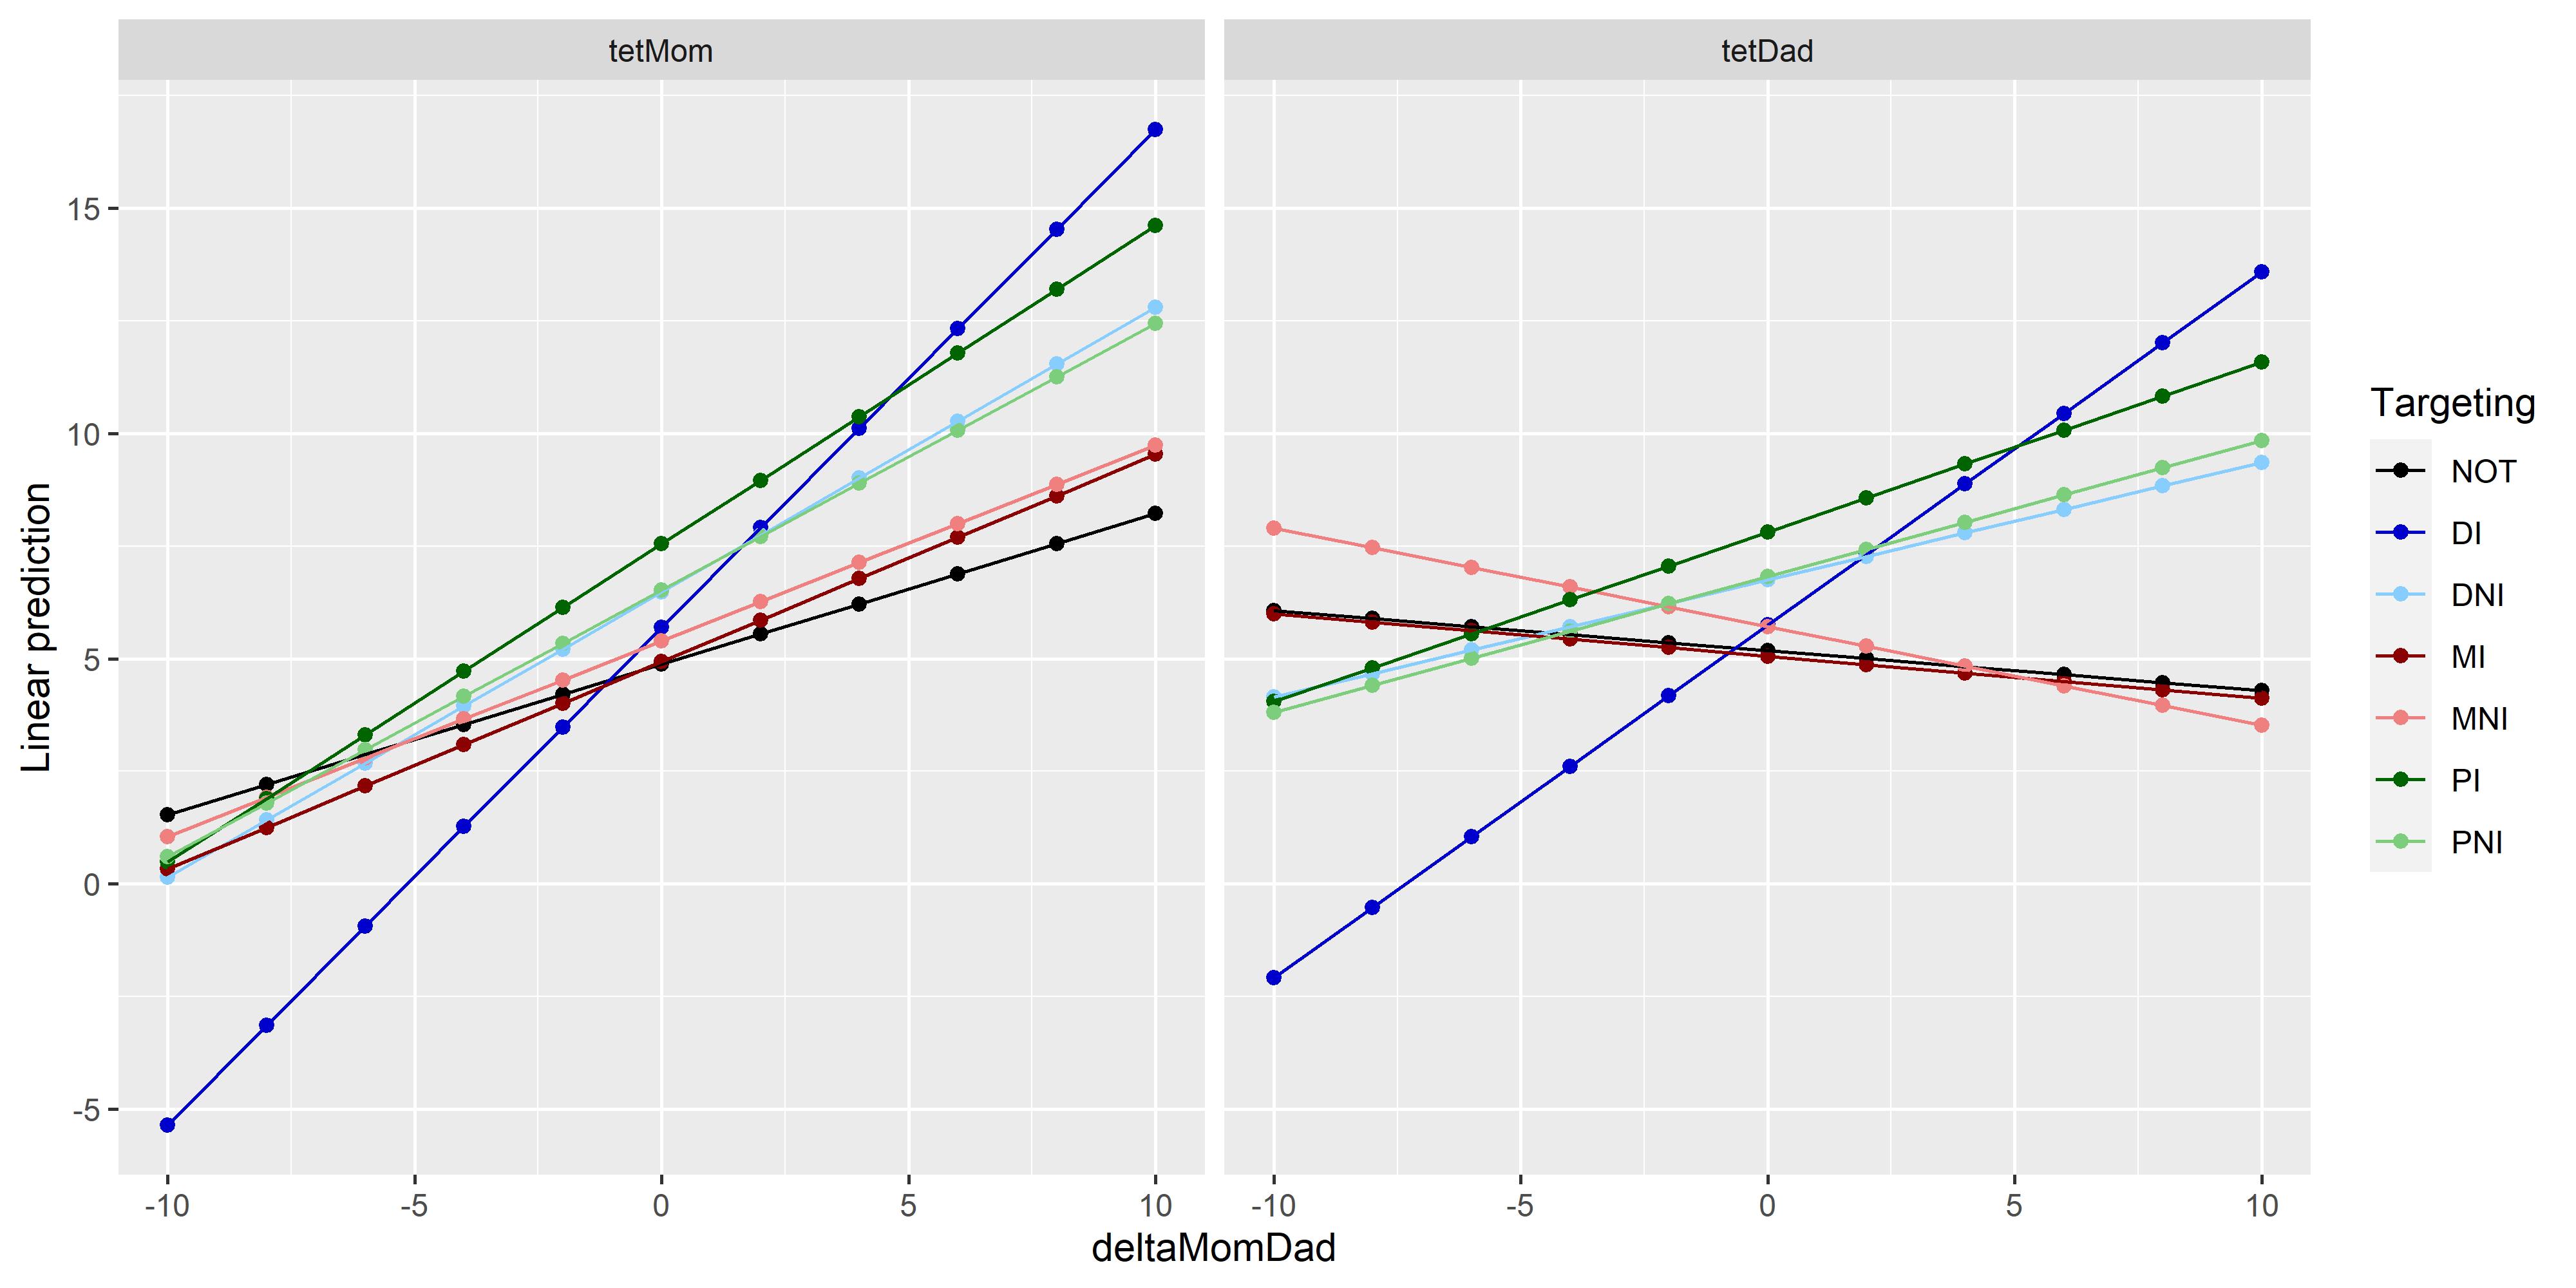 tetMom
tetDad
Linear prediction
15
10
5
0
-5
-10 -5 0 5 10
-10 -5 0 5 10
deltaMomDad
Targeting
NOT
DI
DNI
MI
MNI
PI
PNI